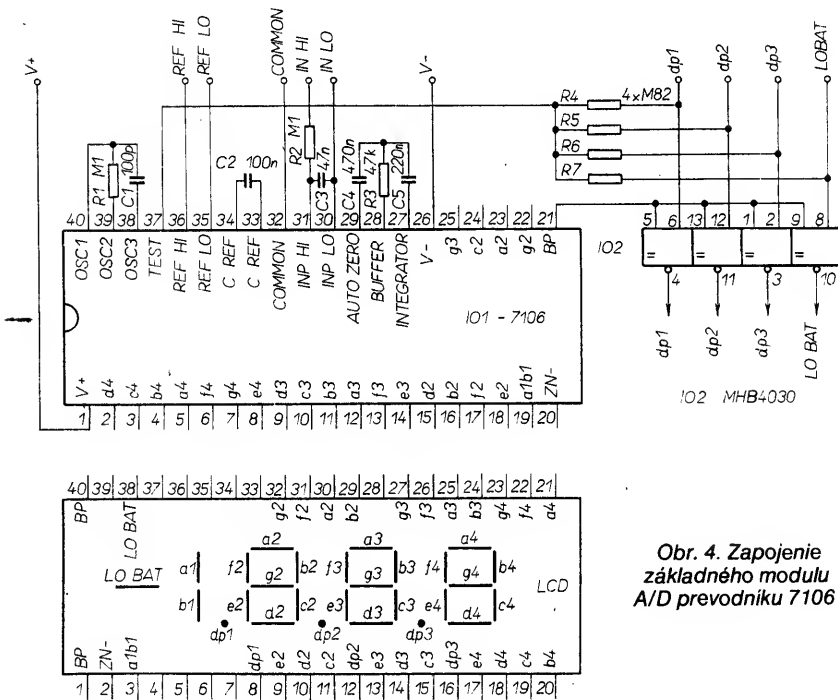 V+
REF HI
REF LO
COMMON
IN HI
IN LO
V-
dp1
dp2
dp3
LOBAT
R1 M1
C1 100p
C2 100n
R2 M1
C3 47n
C4 470n
R3 47k
C5 220n
R4 4xM82
R5
R6
R7
40 39 38 37 36 35 34 33 32 31 30 29 28 27 26 25 24 23 22 21
OSC1 OSC2 OSC3 TEST REF HI REF LO C REF C REF COMMON INP HI INP LO AUTO ZERO BUFFER INTEGRATOR V- g3 c2 a2 g2 BP
IO1 - 7106
V+ d4 c4 b4 a4 f4 g4 e4 d3 c3 b3 a3 f3 e3 d2 b2 f2 e2 a1b1 ZN-
1 2 3 4 5 6 7 8 9 10 11 12 13 14 15 16 17 18 19 20
5 6 13 12 1 2 9 8
IO2
= = = =
4 11 3 10
dp1 dp2 dp3 LO BAT
IO2 MHB4030
40 39 38 37 36 35 34 33 32 31 30 29 28 27 26 25 24 23 22 21
BP LO BAT g2 f2 a2 b2 g3 f3 a3 b3 g4 f4 a4
a2 a3 a4
LO BAT a1 f2 g2 b2 f3 g3 b3 f4 g4 b4 LCD
b1 e2 d2 c2 e3 d3 c3 e4 d4 c4
dp1 dp2 dp3
BP ZN- a1b1 dp1 e2 d2 c2 dp2 e3 d3 c3 dp3 e4 d4 c4 b4
1 2 3 4 5 6 7 8 9 10 11 12 13 14 15 16 17 18 19 20
Obr. 4. Zapojenie
základného modulu
A/D prevodníku 7106